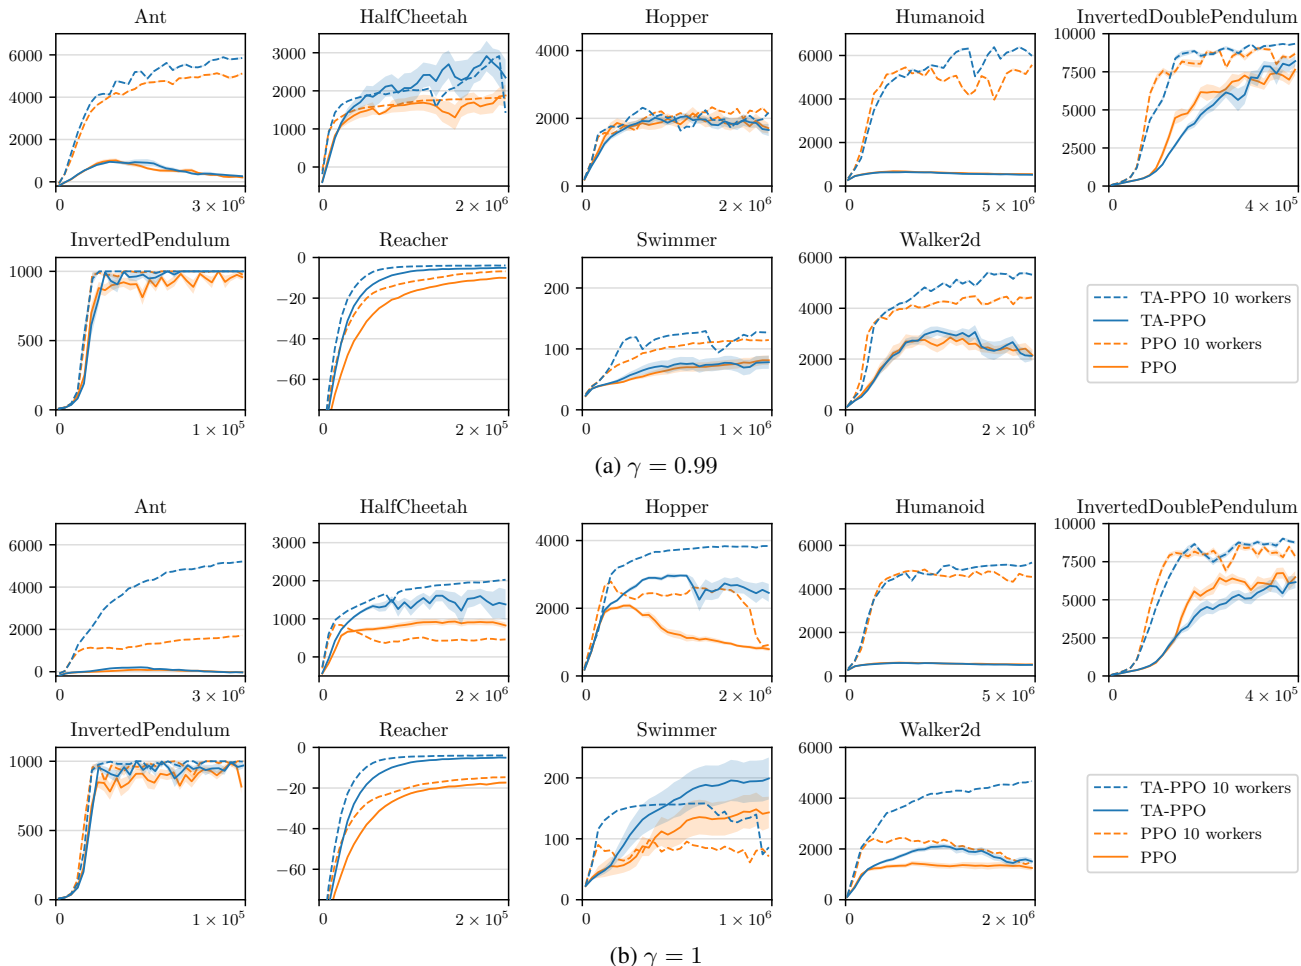 Ant
HalfCheetah
Hopper
Humanoid
InvertedDoublePendulum
6000
4000
2000
0
0
3 × 10⁶
3000
2000
1000
0
0
2 × 10⁶
4000
2000
0
0
2 × 10⁶
6000
4000
2000
0
0
5 × 10⁶
10000
7500
5000
2500
0
0
4 × 10⁵
InvertedPendulum
Reacher
Swimmer
Walker2d
1000
500
0
0
1 × 10⁵
0
−20
−40
−60
0
2 × 10⁵
200
100
0
0
1 × 10⁶
6000
4000
2000
0
0
2 × 10⁶
TA-PPO 10 workers
TA-PPO
PPO 10 workers
PPO
(a) γ = 0.99
Ant
HalfCheetah
Hopper
Humanoid
InvertedDoublePendulum
6000
4000
2000
0
0
3 × 10⁶
3000
2000
1000
0
0
2 × 10⁶
4000
2000
0
0
2 × 10⁶
6000
4000
2000
0
0
5 × 10⁶
10000
7500
5000
2500
0
0
4 × 10⁵
InvertedPendulum
Reacher
Swimmer
Walker2d
1000
500
0
0
1 × 10⁵
0
−20
−40
−60
0
2 × 10⁵
200
100
0
0
1 × 10⁶
6000
4000
2000
0
0
2 × 10⁶
TA-PPO 10 workers
TA-PPO
PPO 10 workers
PPO
(b) γ = 1